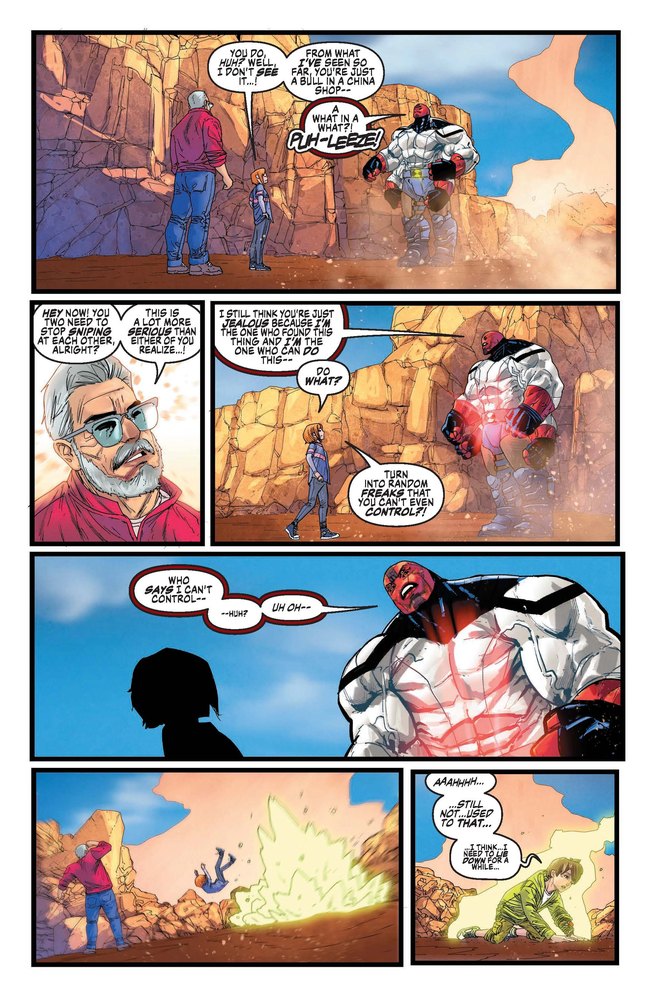 YOU DO,
HUH? WELL,
I DON'T SEE
IT...!
FROM WHAT
I'VE SEEN SO
FAR, YOU'RE JUST
A BULL IN A CHINA
SHOP--
A
WHAT IN A
WHAT?!
PUH-LEEZE!
HEY NOW! YOU
TWO NEED TO
STOP SNIPING
AT EACH OTHER,
ALRIGHT?
THIS IS
A LOT MORE
SERIOUS THAN
EITHER OF YOU
REALIZE...!
I STILL THINK YOU'RE JUST
JEALOUS BECAUSE I'M
THE ONE WHO FOUND THIS
THING AND I'M THE
ONE WHO CAN DO
THIS--
DO
WHAT?
TURN
INTO RANDOM
FREAKS THAT
YOU CAN'T EVEN
CONTROL?!
WHO
SAYS I CAN'T
CONTROL--
--HUH?
UH OH--
AAAHHHH...
...STILL
NOT...USED
TO THAT...
...I THINK...I
NEED TO LIE
DOWN FOR A
WHILE...